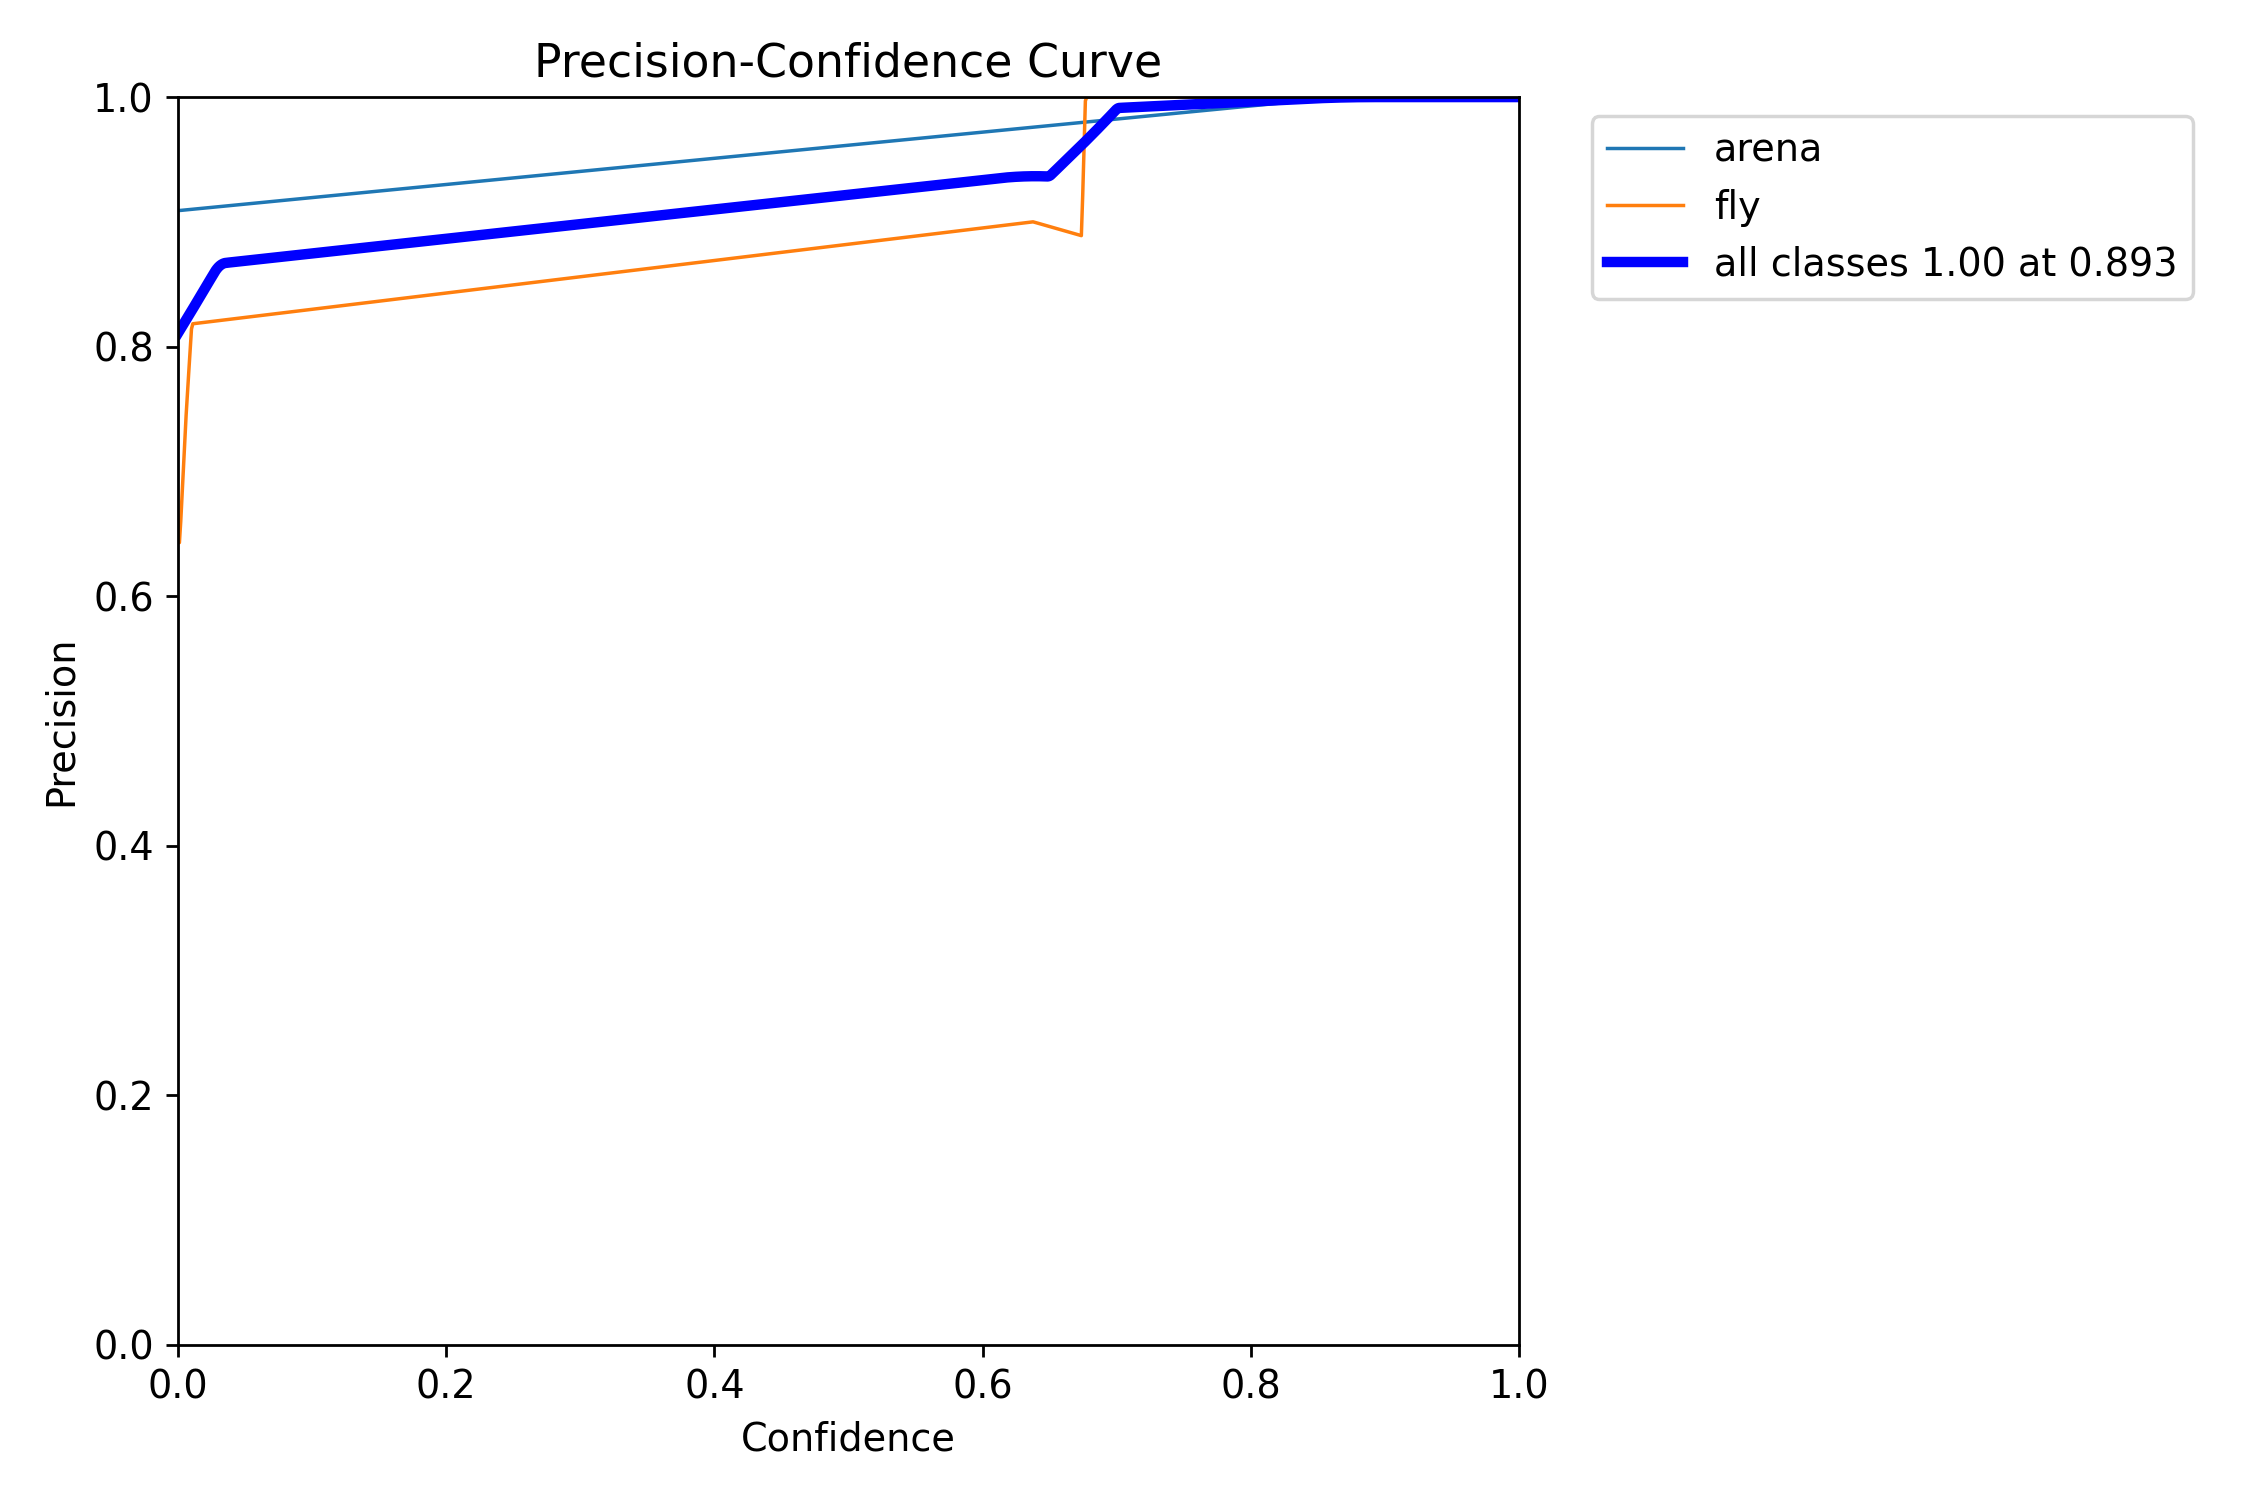 Precision-Confidence Curve
1.0
0.8
0.6
0.4
0.2
0.0
Precision
0.0 0.2 0.4 0.6 0.8 1.0
Confidence
arena
fly
all classes 1.00 at 0.893